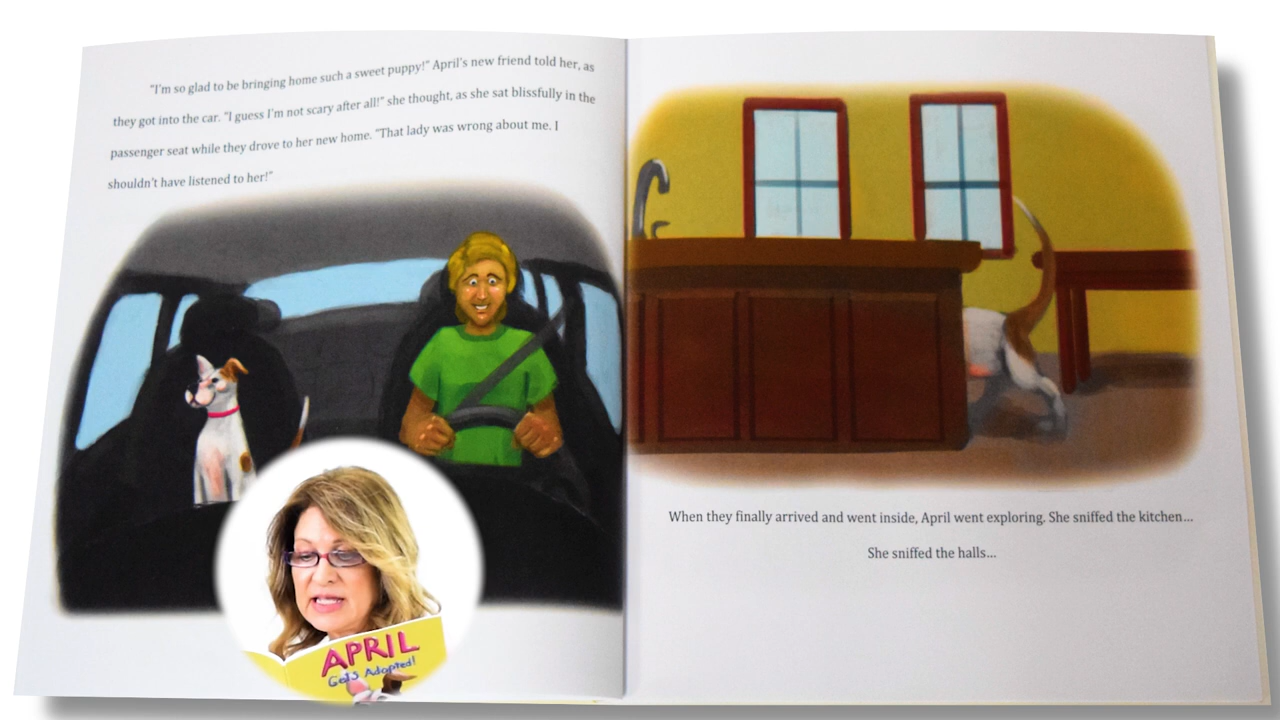 "I'm so glad to be bringing home such a sweet puppy!" April's new friend told her, as
they got into the car. "I guess I'm not scary after all!" she thought, as she sat blissfully in the
passenger seat while they drove to her new home. "That lady was wrong about me. I
shouldn't have listened to her!"
When they finally arrived and went inside, April went exploring. She sniffed the kitchen...
She sniffed the halls...
APRIL
Gets Adopted!